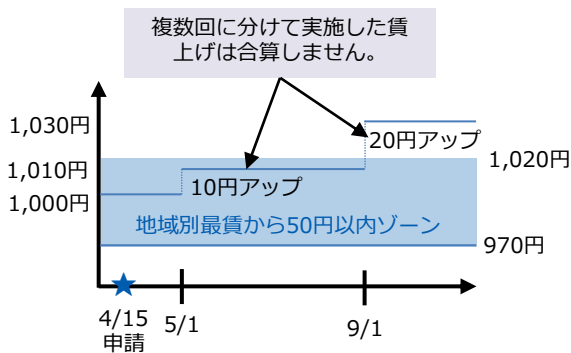 複数回に分けて実施した賃
上げは合算しません。
1,030円
20円アップ
1,020円
1,010円
10円アップ
1,000円
地域別最賃から50円以内ゾーン
970円
4/15
申請
5/1
9/1